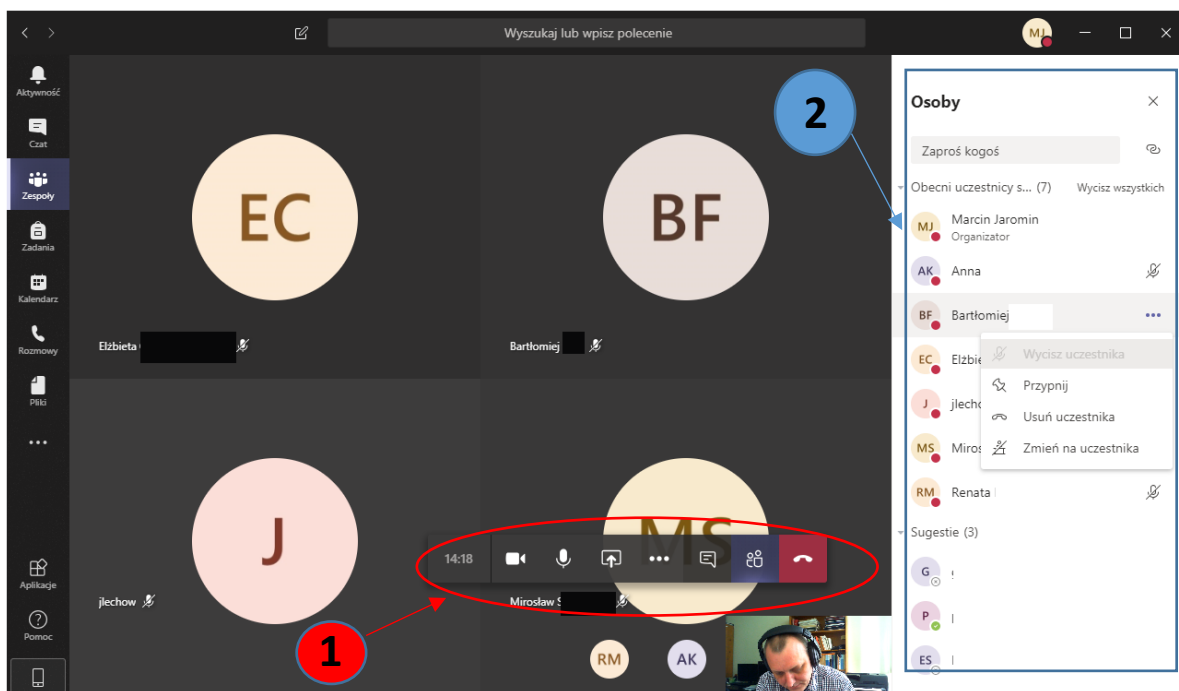 Wyszukaj lub wpisz polecenie
MJ
Aktywność
Czat
Zespoły
Zadania
Kalendarz
Rozmowy
Pliki
Aplikacje
Pomoc
EC
Elżbieta
BF
Bartłomiej
J
jlechow
MS
Mirosław S
14:18
RM
AK
1
2
Osoby
Zaproś kogoś
Obecni uczestnicy s... (7) Wycisz wszystkich
MJ Marcin Jaromin
Organizator
AK Anna
BF Bartłomiej
Wycisz uczestnika
EC Elżbie
Przypnij
J jlecho
Usuń uczestnika
MS Miros
Zmień na uczestnika
RM Renata
Sugestie (3)
G
P
ES